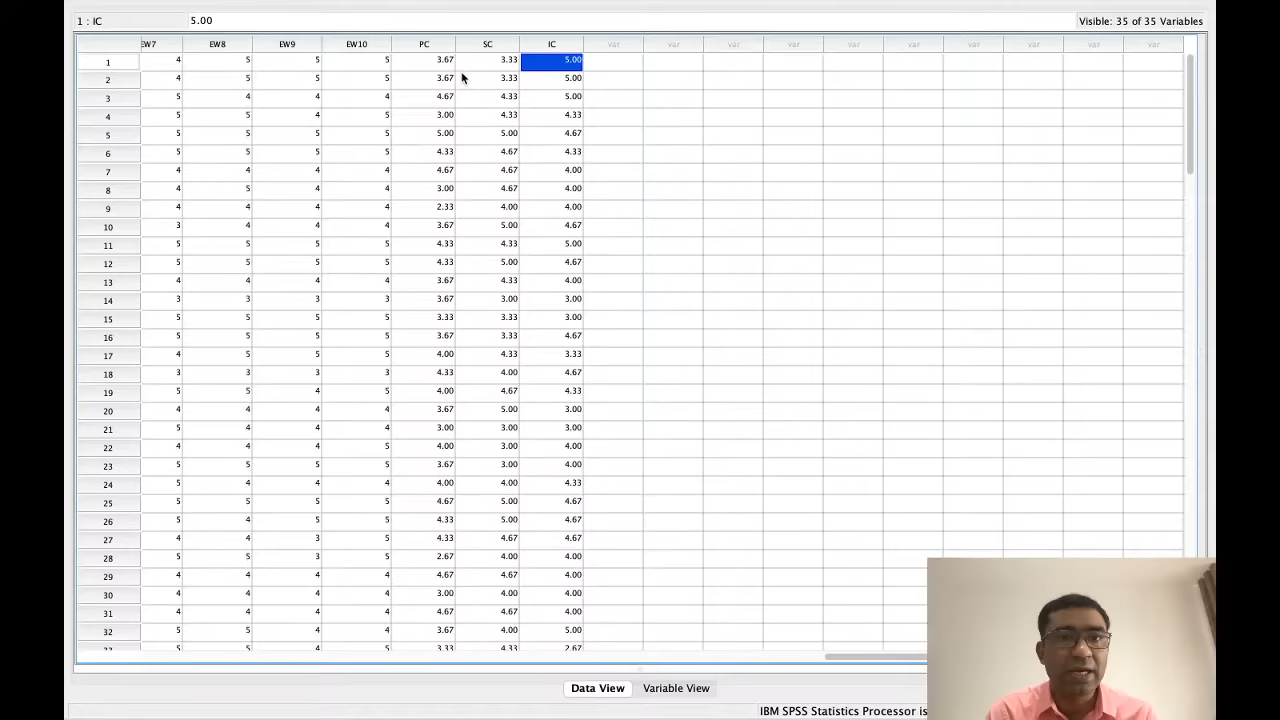 1 : IC 5.00 Visible: 35 of 35 Variables
EW7 EW8 EW9 EW10 PC SC IC var var var var var var var var var var
1 4 5 5 5 3.67 3.33 5.00
2 4 5 5 5 3.67 3.33 5.00
3 5 4 4 4 4.67 4.33 5.00
4 5 5 4 5 3.00 4.33 4.33
5 5 5 5 5 5.00 5.00 4.67
6 5 5 5 5 4.33 4.67 4.33
7 4 4 4 4 4.67 4.67 4.00
8 4 5 4 4 3.00 4.67 4.00
9 4 4 4 4 2.33 4.00 4.00
10 3 4 4 4 3.67 5.00 4.67
11 5 5 5 5 4.33 4.33 5.00
12 5 5 5 5 4.33 5.00 4.67
13 4 4 4 4 3.67 4.33 4.00
14 3 3 3 3 3.67 3.00 3.00
15 5 5 5 5 3.33 3.33 3.00
16 5 5 5 5 3.67 3.33 4.67
17 4 5 5 5 4.00 4.33 3.33
18 3 3 3 3 4.33 4.00 4.67
19 5 5 4 5 4.00 4.67 4.33
20 4 4 4 4 3.67 5.00 3.00
21 5 4 4 4 3.00 3.00 3.00
22 4 4 4 5 4.00 3.00 4.00
23 5 5 5 5 3.67 3.00 4.00
24 5 4 4 4 4.00 4.00 4.33
25 5 5 5 5 4.67 5.00 4.67
26 5 4 5 5 4.33 5.00 4.67
27 4 4 3 5 4.33 4.67 4.67
28 5 5 3 5 2.67 4.00 4.00
29 4 4 4 4 4.67 4.67 4.00
30 4 4 4 4 3.00 4.00 4.00
31 4 4 4 4 4.67 4.67 4.00
32 5 5 4 4 3.67 4.00 5.00
5 5 4 5 3.33 4.33 2.67
Data View Variable View
IBM SPSS Statistics Processor is